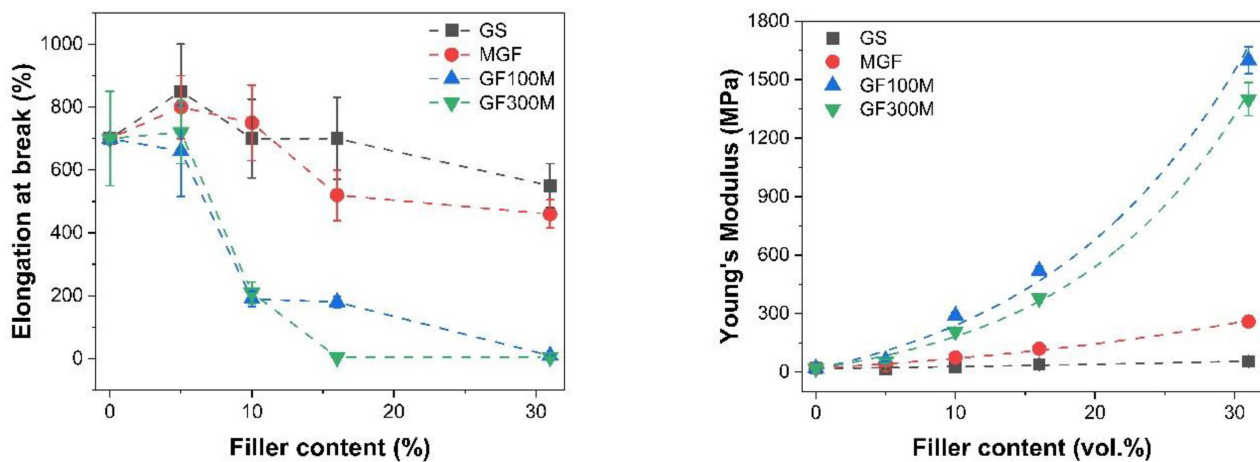 Elongation at break (%)
1000
800
600
400
200
0
GS
MGF
GF100M
GF300M
0
10
20
30
Filler content (%)
Young's Modulus (MPa)
1800
1500
1200
900
600
300
0
GS
MGF
GF100M
GF300M
0
10
20
30
Filler content (vol.%)